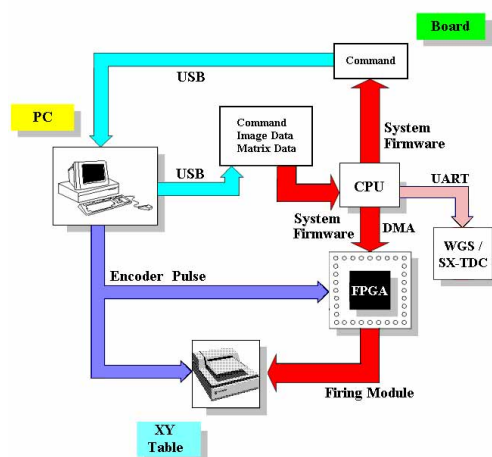 Board
Command
USB
PC
Command
Image Data
Matrix Data
System
Firmware
USB
CPU
UART
System
Firmware
DMA
WGS /
SX-TDC
Encoder Pulse
FPGA
Firing Module
XY
Table